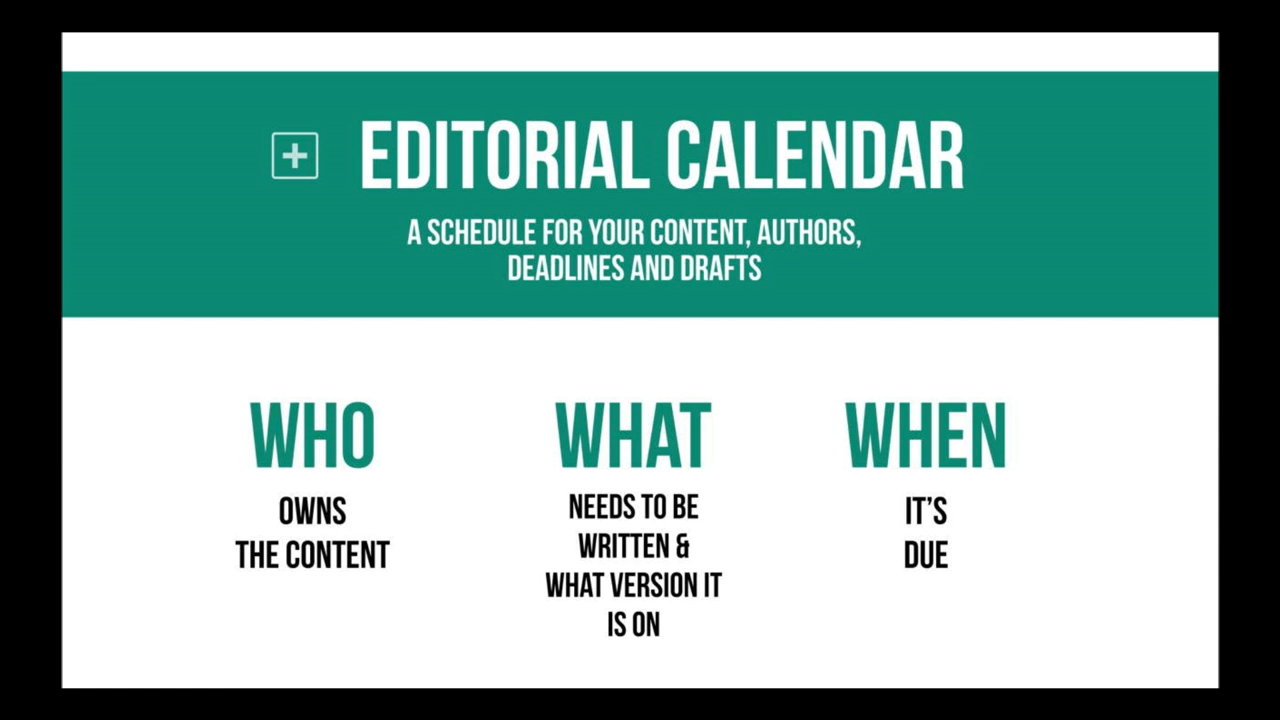 EDITORIAL CALENDAR
A SCHEDULE FOR YOUR CONTENT, AUTHORS,
DEADLINES AND DRAFTS
WHO
OWNS
THE CONTENT
WHAT
NEEDS TO BE
WRITTEN &
WHAT VERSION IT
IS ON
WHEN
IT'S
DUE